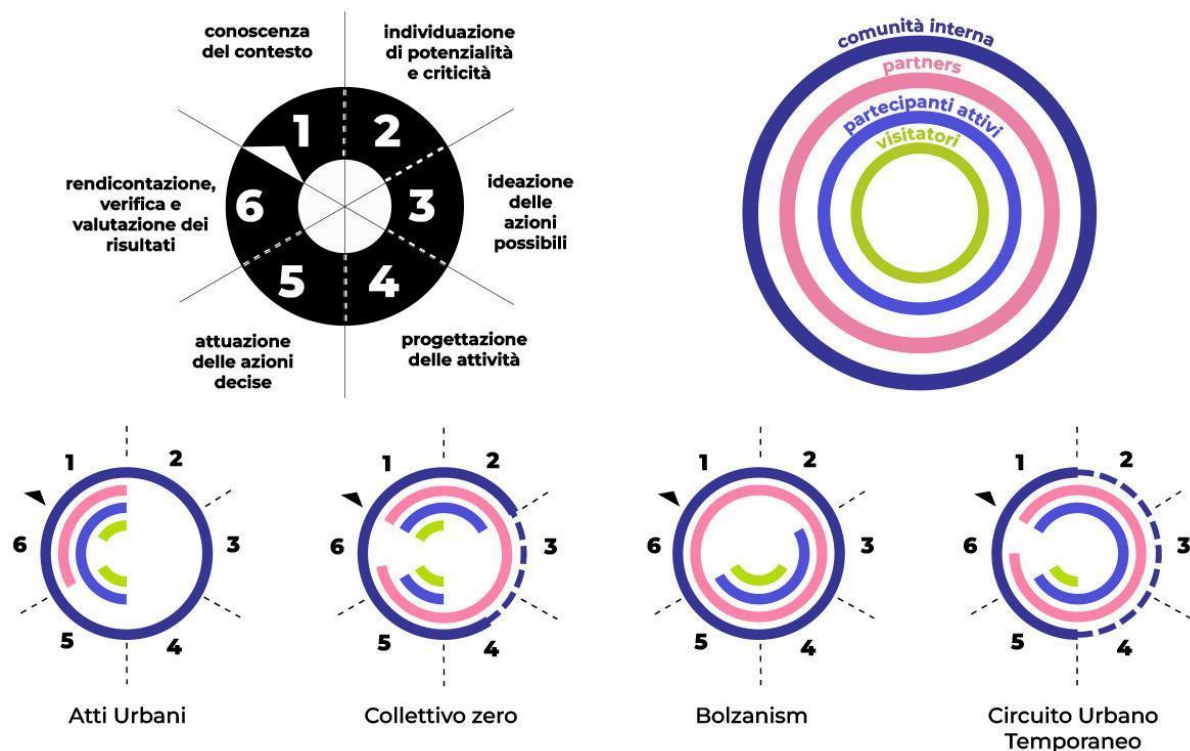 conoscenza
del contesto
individuazione
di potenzialità
e criticità
1
2
rendicontazione,
verifica e
valutazione dei
risultati
6
3
ideazione
delle
azioni
possibili
5
4
attuazione
delle azioni
decise
progettazione
delle attività
comunità interna
partners
partecipanti attivi
visitatori
1
2
6
3
5
4
Atti Urbani
1
2
6
3
5
4
Collettivo zero
1
2
6
3
5
4
Bolzanism
1
2
6
3
5
4
Circuito Urbano
Temporaneo